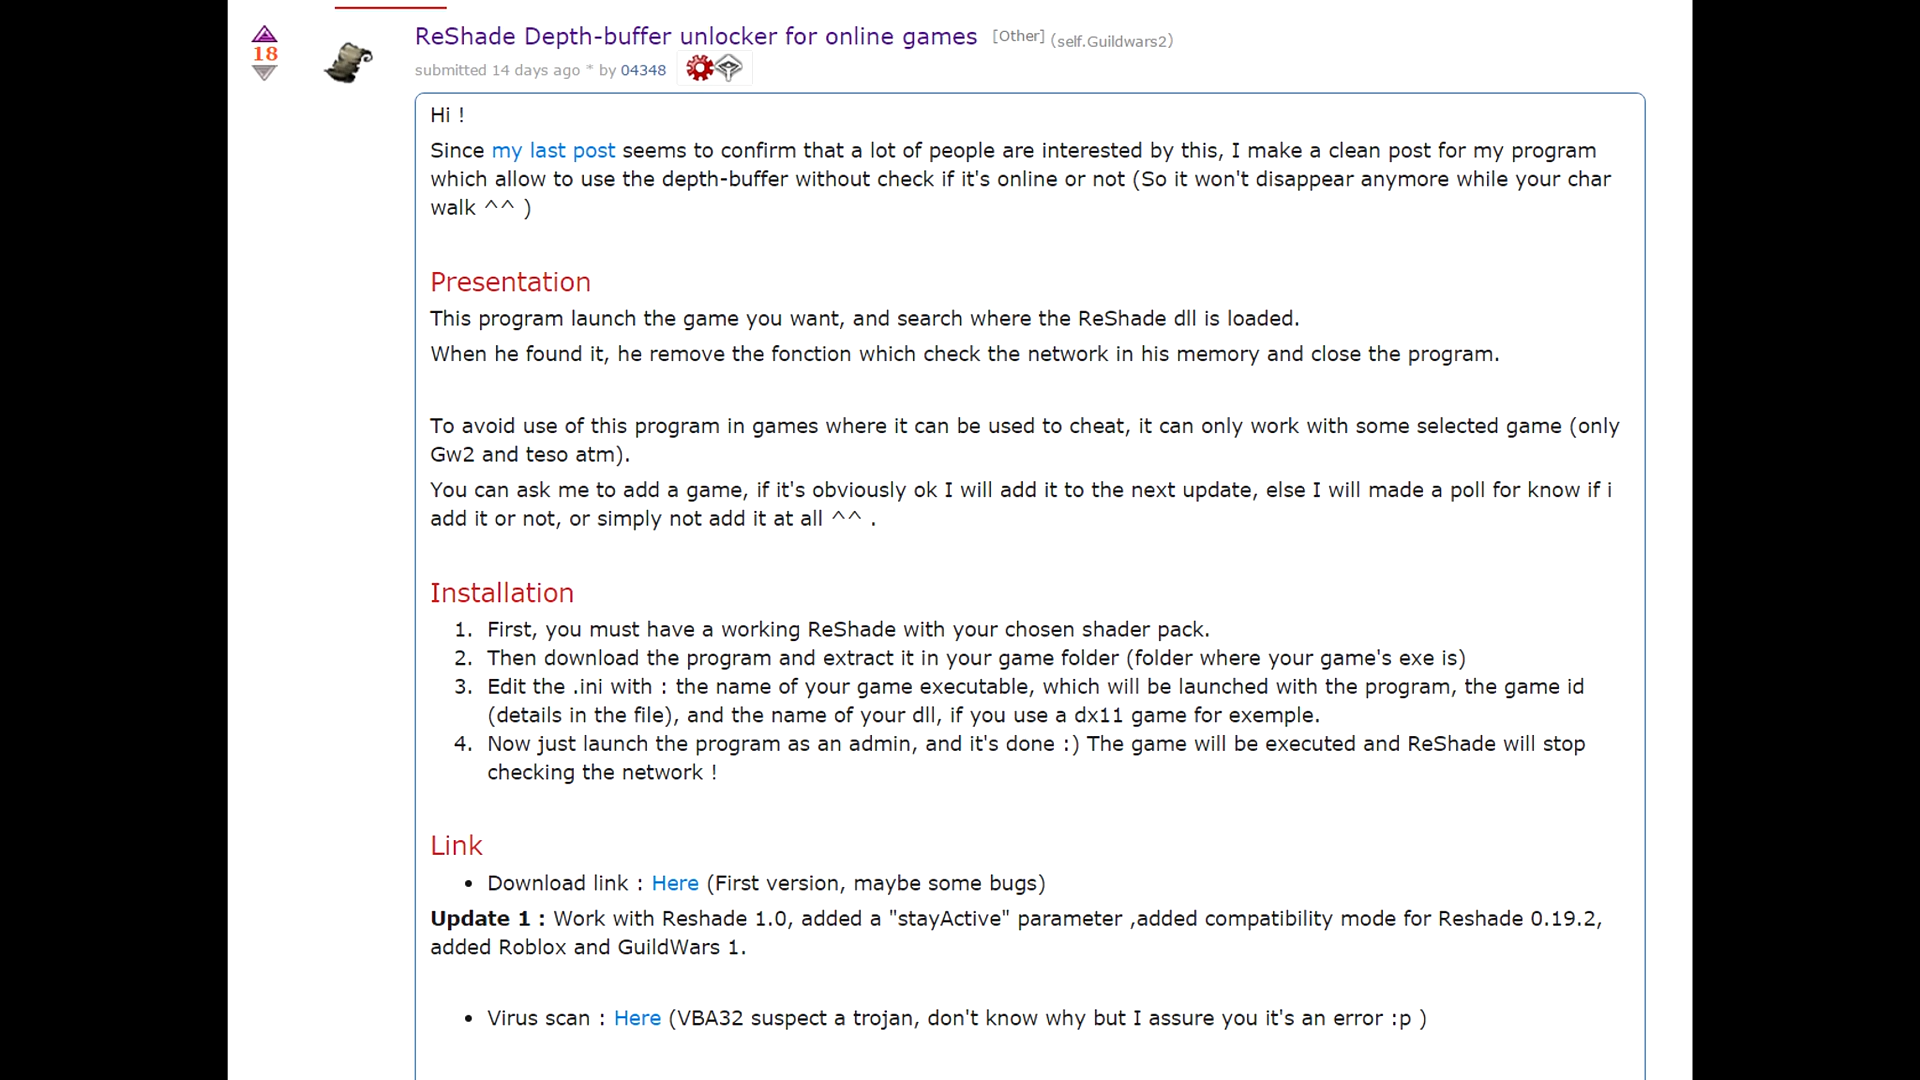 ReShade Depth-buffer unlocker for online games [Other] (self.Guildwars2)
18
submitted 14 days ago * by 04348
Hi !
Since my last post seems to confirm that a lot of people are interested by this, I make a clean post for my program
which allow to use the depth-buffer without check if it's online or not (So it won't disappear anymore while your char
walk ^^ )
Presentation
This program launch the game you want, and search where the ReShade dll is loaded.
When he found it, he remove the fonction which check the network in his memory and close the program.
To avoid use of this program in games where it can be used to cheat, it can only work with some selected game (only
Gw2 and teso atm).
You can ask me to add a game, if it's obviously ok I will add it to the next update, else I will made a poll for know if i
add it or not, or simply not add it at all ^^ .
Installation
1. First, you must have a working ReShade with your chosen shader pack.
2. Then download the program and extract it in your game folder (folder where your game's exe is)
3. Edit the .ini with : the name of your game executable, which will be launched with the program, the game id
(details in the file), and the name of your dll, if you use a dx11 game for exemple.
4. Now just launch the program as an admin, and it's done :) The game will be executed and ReShade will stop
checking the network !
Link
• Download link : Here (First version, maybe some bugs)
Update 1 : Work with Reshade 1.0, added a "stayActive" parameter ,added compatibility mode for Reshade 0.19.2,
added Roblox and GuildWars 1.
• Virus scan : Here (VBA32 suspect a trojan, don't know why but I assure you it's an error :p )